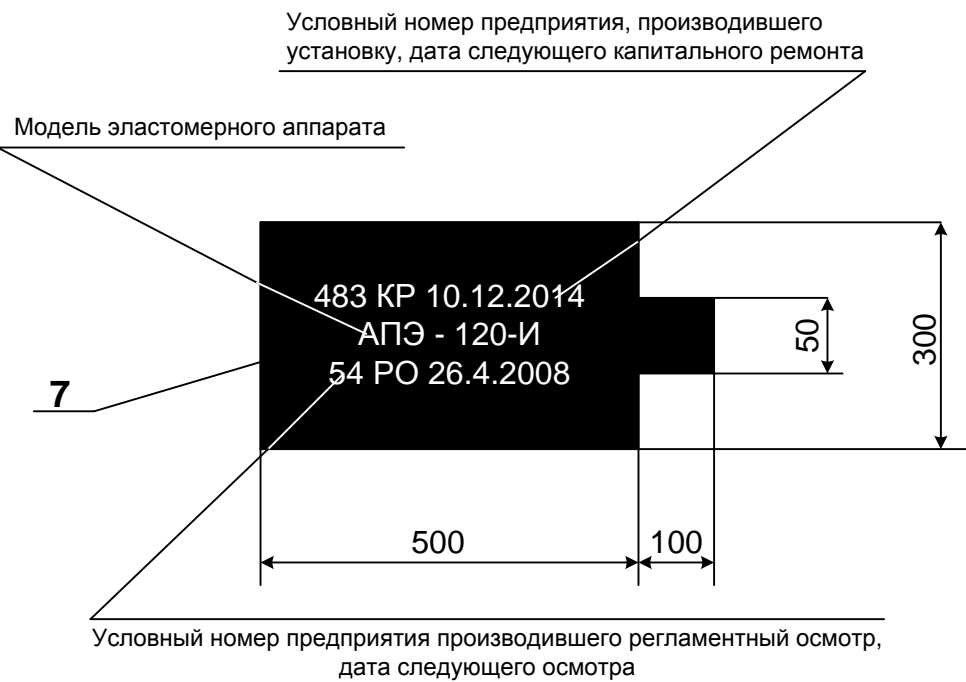 Условный номер предприятия, производившего
установку, дата следующего капитального ремонта
Модель эластомерного аппарата
483 КР 10.12.2014
АПЭ - 120-И
54 РО 26.4.2008
7
50
300
500
100
Условный номер предприятия производившего регламентный осмотр,
дата следующего осмотра